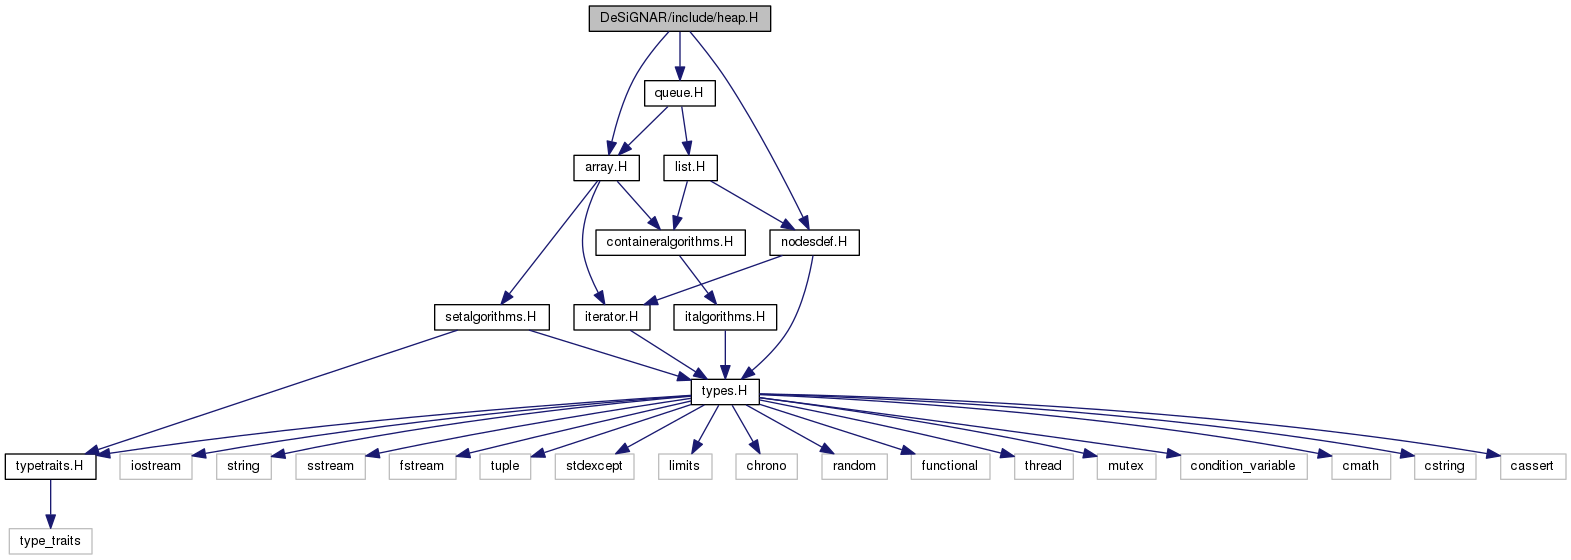 DeSiGNAR/include/heap.H
queue.H
array.H
list.H
containeralgorithms.H
nodesdef.H
setalgorithms.H
iterator.H
italgorithms.H
types.H
typetraits.H
iostream
string
sstream
fstream
tuple
stdexcept
limits
chrono
random
functional
thread
mutex
condition_variable
cmath
cstring
cassert
type_traits